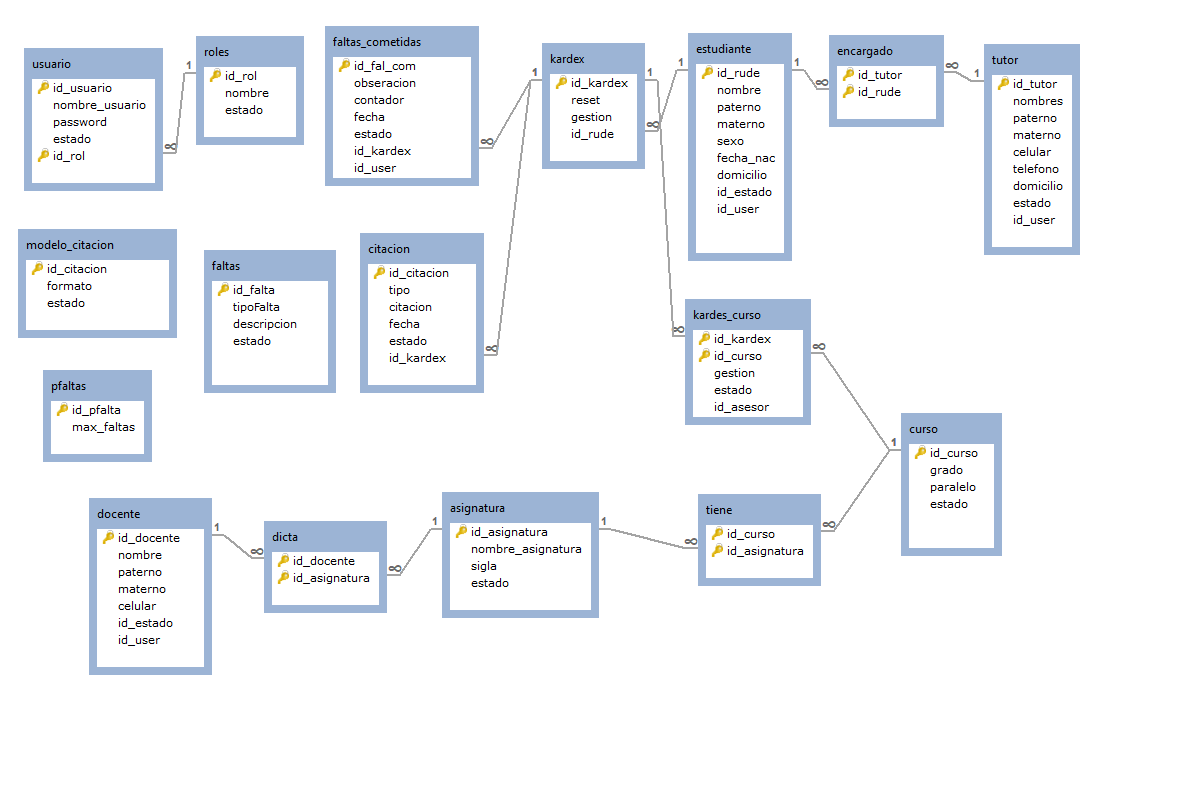 usuario
id_usuario
nombre_usuario
password
estado
id_rol
roles
id_rol
nombre
estado
faltas_cometidas
id_fal_com
obseracion
contador
fecha
estado
id_kardex
id_user
kardex
id_kardex
reset
gestion
id_rude
estudiante
id_rude
nombre
paterno
materno
sexo
fecha_nac
domicilio
id_estado
id_user
encargado
id_tutor
id_rude
tutor
id_tutor
nombres
paterno
materno
celular
telefono
domicilio
estado
id_user
modelo_citacion
id_citacion
formato
estado
faltas
id_falta
tipoFalta
descripcion
estado
citacion
id_citacion
tipo
citacion
fecha
estado
id_kardex
kardes_curso
id_kardex
id_curso
gestion
estado
id_asesor
pfaltas
id_pfalta
max_faltas
curso
id_curso
grado
paralelo
estado
docente
id_docente
nombre
paterno
materno
celular
id_estado
id_user
dicta
id_docente
id_asignatura
asignatura
id_asignatura
nombre_asignatura
sigla
estado
tiene
id_curso
id_asignatura
1
∞
1
∞
∞
1
∞
1
∞
1
∞
1
∞
∞
1
∞
1
∞
1
∞
1
∞